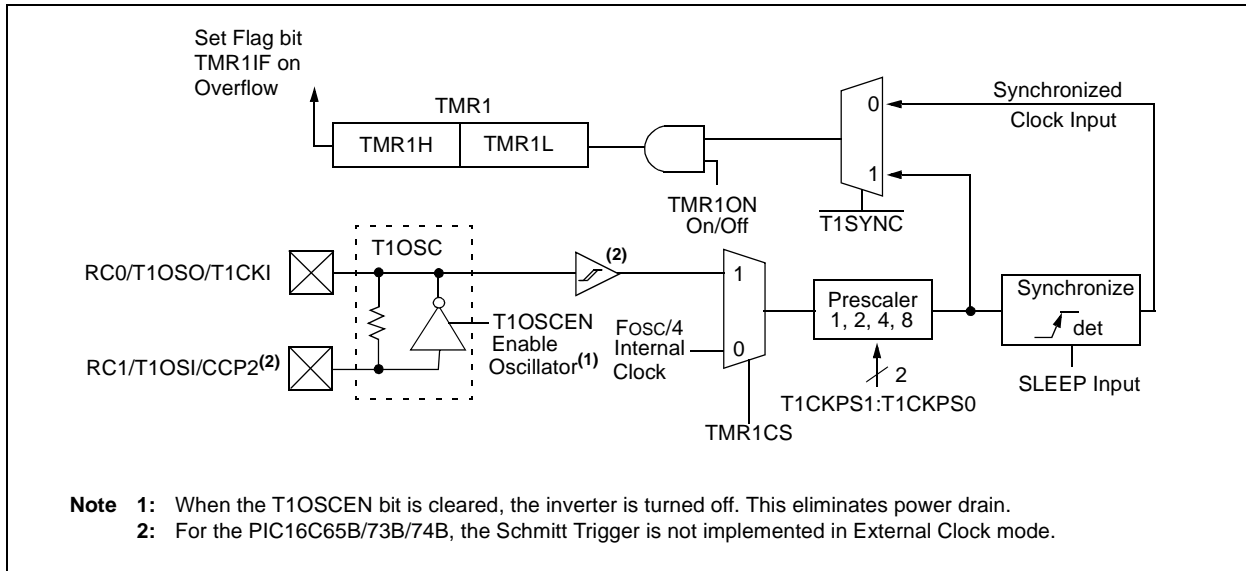 Set Flag bit
TMR1IF on
Overflow
TMR1
TMR1H
TMR1L
TMR1ON
On/Off
0
1
T1SYNC
Synchronized
Clock Input
RC0/T1OSO/T1CKI
T1OSC
(2)
RC1/T1OSI/CCP2(2)
T1OSCEN
Enable
Oscillator(1)
FOSC/4
Internal
Clock
1
0
TMR1CS
Prescaler
1, 2, 4, 8
2
T1CKPS1:T1CKPS0
Synchronize
det
SLEEP Input
Note 1: When the T1OSCEN bit is cleared, the inverter is turned off. This eliminates power drain.
2: For the PIC16C65B/73B/74B, the Schmitt Trigger is not implemented in External Clock mode.